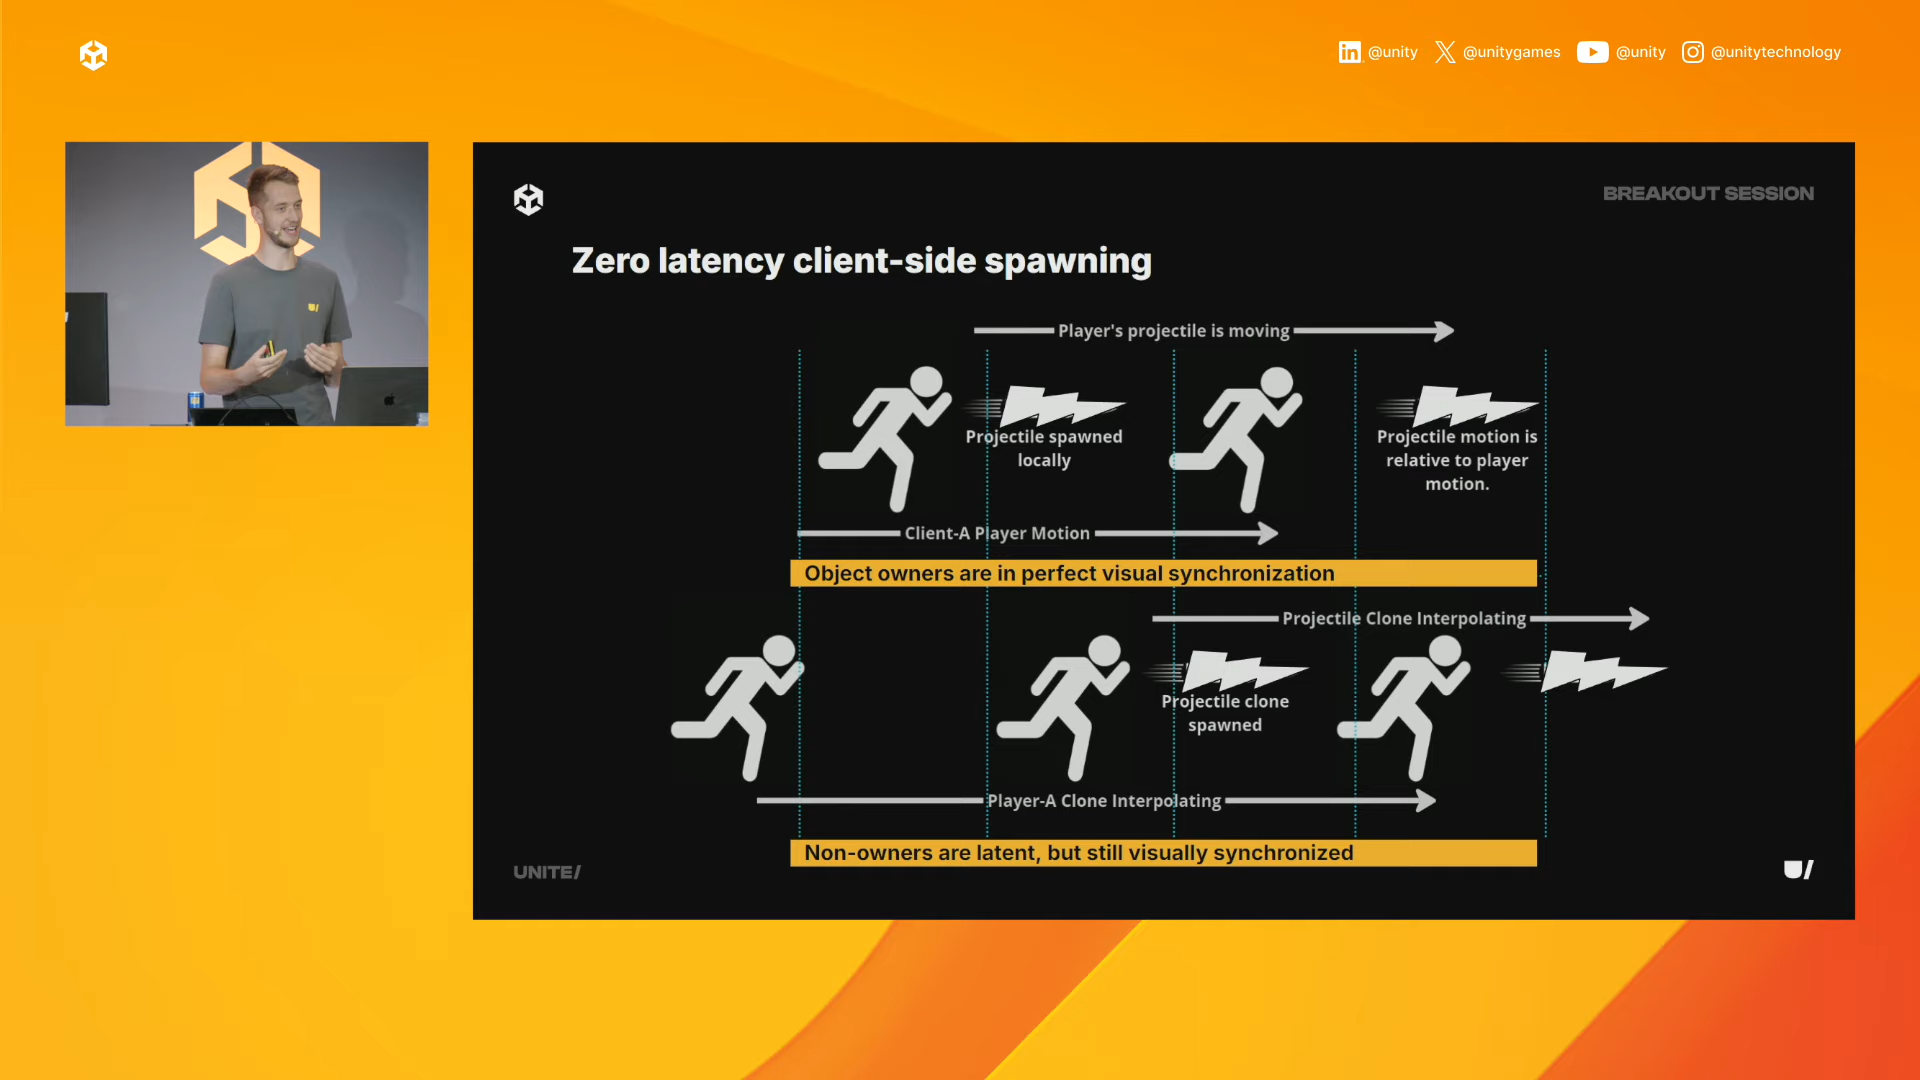 @unity @unitygames @unity @unitytechnology
BREAKOUT SESSION
Zero latency client-side spawning
Player's projectile is moving
Projectile spawned
locally
Projectile motion is
relative to player
motion.
Client-A Player Motion
Object owners are in perfect visual synchronization
Projectile Clone Interpolating
Projectile clone
spawned
Player-A Clone Interpolating
Non-owners are latent, but still visually synchronized
UNITE/
U/